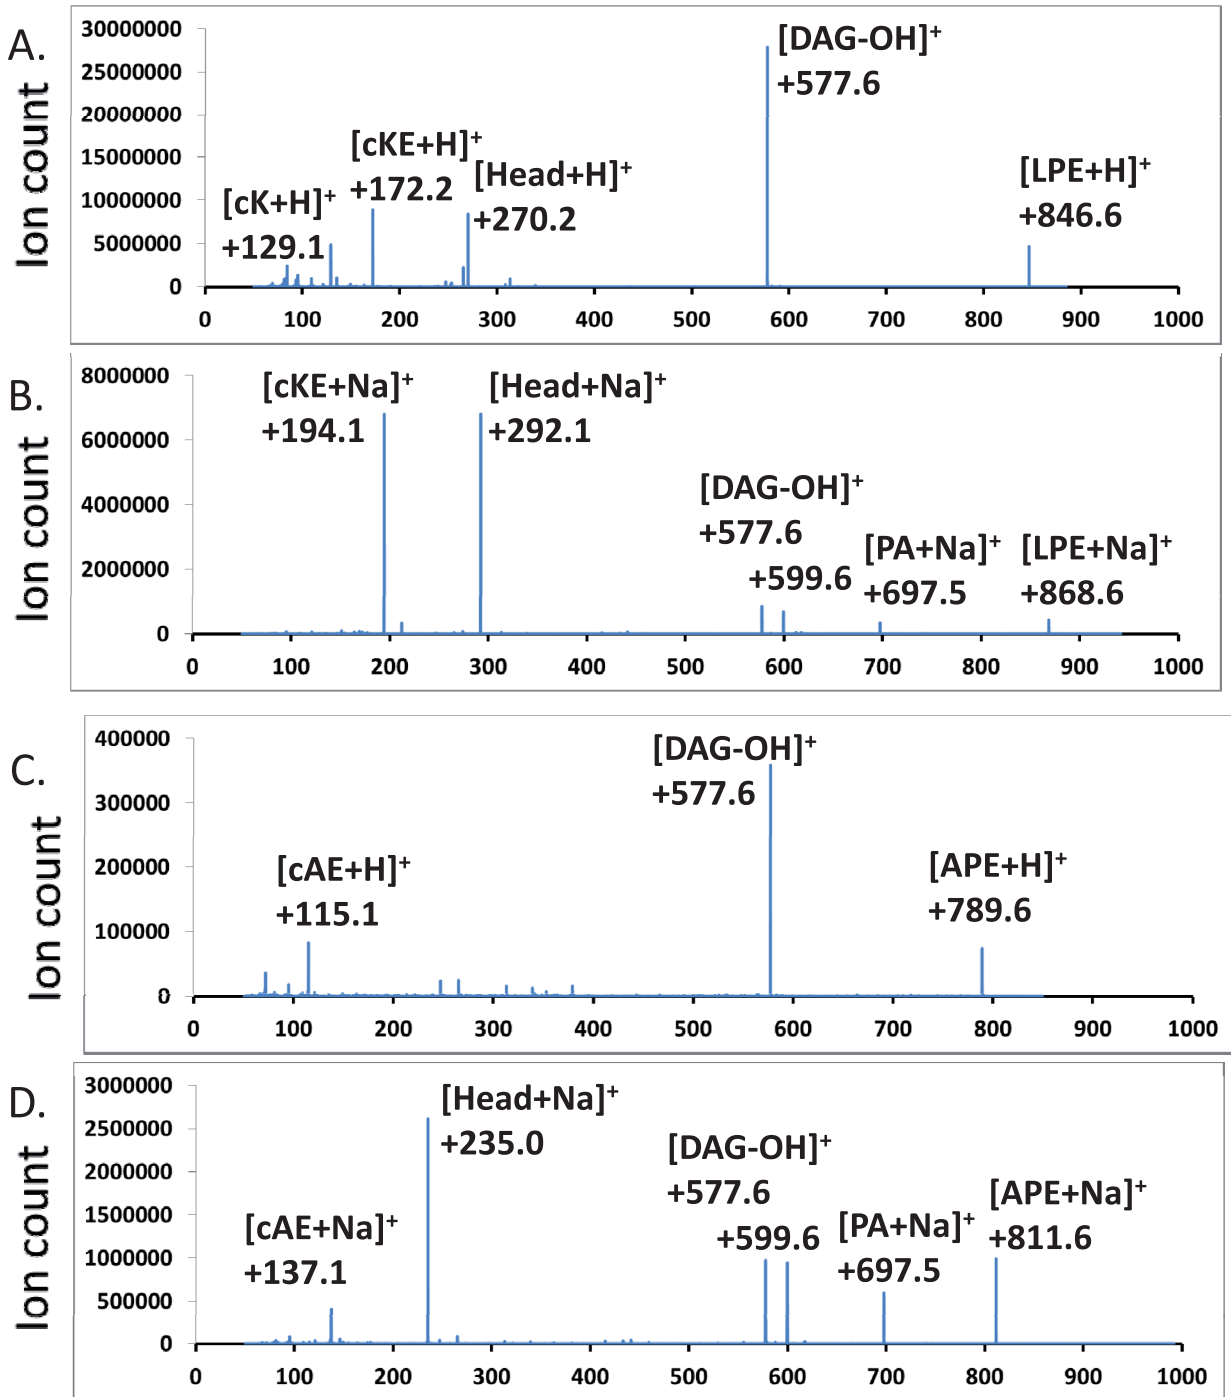 A.
Ion count
30000000
25000000
20000000
15000000
10000000
5000000
0
[DAG-OH]+
+577.6
[cKE+H]+
+172.2
[Head+H]+
+270.2
[LPE+H]+
+846.6
[cK+H]+
+129.1
0 100 200 300 400 500 600 700 800 900 1000
B.
Ion count
8000000
6000000
4000000
2000000
0
[cKE+Na]+
+194.1
[Head+Na]+
+292.1
[DAG-OH]+
+577.6
+599.6
[PA+Na]+
+697.5
[LPE+Na]+
+868.6
0 100 200 300 400 500 600 700 800 900 1000
C.
Ion count
400000
300000
200000
100000
0
[DAG-OH]+
+577.6
[cAE+H]+
+115.1
[APE+H]+
+789.6
0 100 200 300 400 500 600 700 800 900 1000
D.
Ion count
3000000
2500000
2000000
1500000
1000000
500000
0
[Head+Na]+
+235.0
[DAG-OH]+
+577.6
+599.6
[cAE+Na]+
+137.1
[PA+Na]+
+697.5
[APE+Na]+
+811.6
0 100 200 300 400 500 600 700 800 900 1000